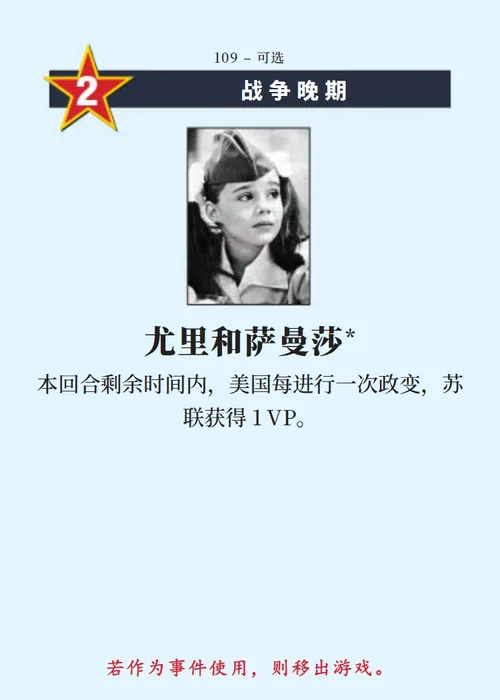 109 – 可选
2
战争晚期
尤里和萨曼莎*
本回合剩余时间内，美国每进行一次政变，苏
联获得 1 VP。
若作为事件使用，则移出游戏。